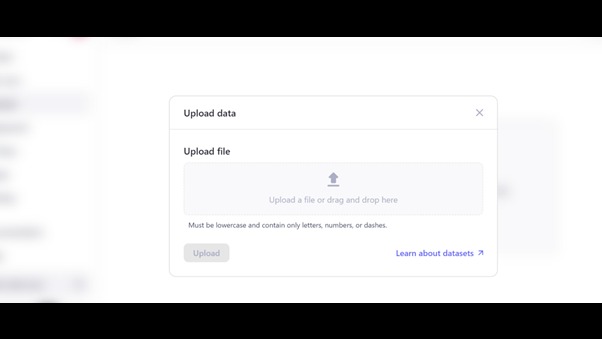 Upload data
Upload file
Upload a file or drag and drop here
Must be lowercase and contain only letters, numbers, or dashes.
Upload
Learn about datasets